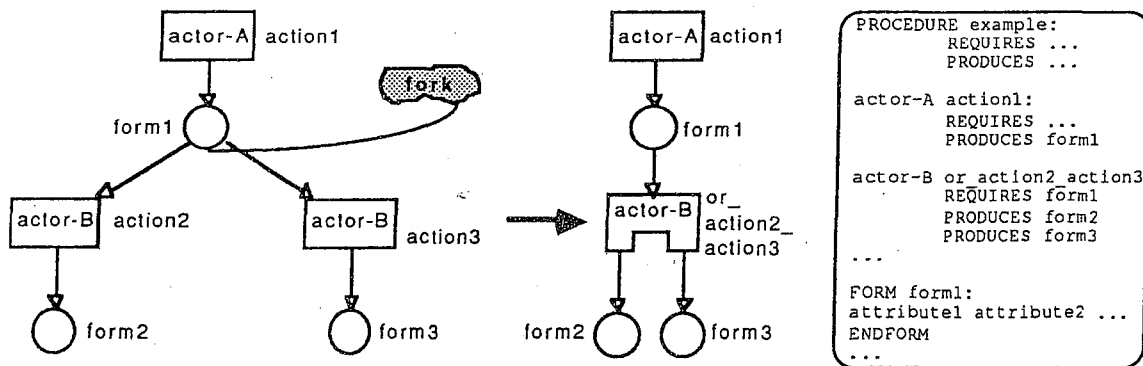 actor-A action1
fork
form1
actor-B action2
actor-B action3
form2
form3
actor-A action1
form1
actor-B or_
action2_
action3
form2
form3
PROCEDURE example:
REQUIRES ...
PRODUCES ...
actor-A action1:
REQUIRES ...
PRODUCES form1
actor-B or_action2_action3
REQUIRES form1
PRODUCES form2
PRODUCES form3
...
FORM form1:
attribute1 attribute2 ...
ENDFORM
...